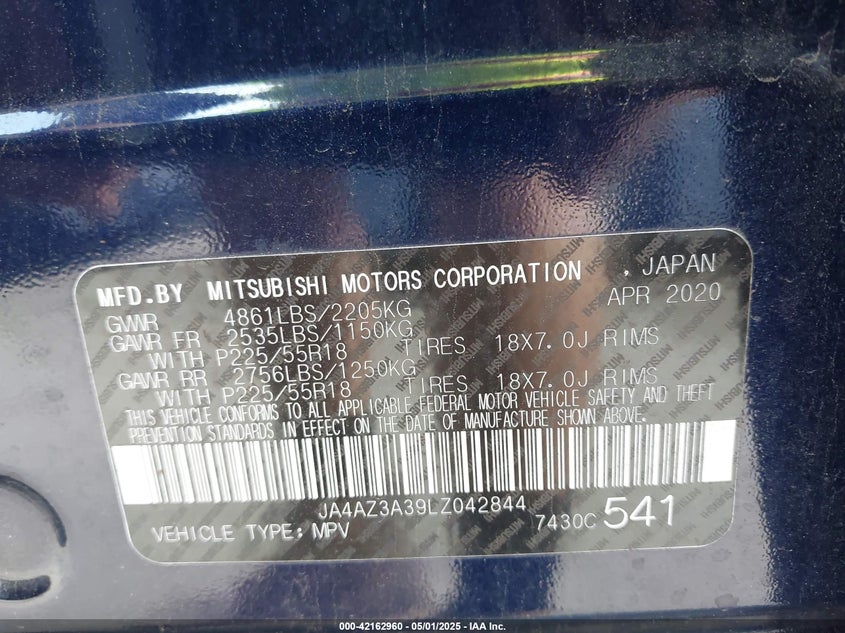 MFD.BY MITSUBISHI MOTORS CORPORATION , JAPAN
GVWR 4861LBS/2205KG APR 2020
GAWR FR 2535LBS/1150KG
WITH P225/55R18 TIRES 18X7.0J RIMS
GAWR RR 2756LBS/1250KG
WITH P225/55R18 TIRES 18X7.0J RIMS
THIS VEHICLE CONFORMS TO ALL APPLICABLE FEDERAL MOTOR VEHICLE SAFETY AND THEFT
PREVENTION STANDARDS IN EFFECT ON THE DATE OF MANUFACTURE SHOWN ABOVE.
JA4AZ3A39LZ042844
VEHICLE TYPE: MPV 7430C 541
000-42162960 - 05/01/2025 - IAA Inc.